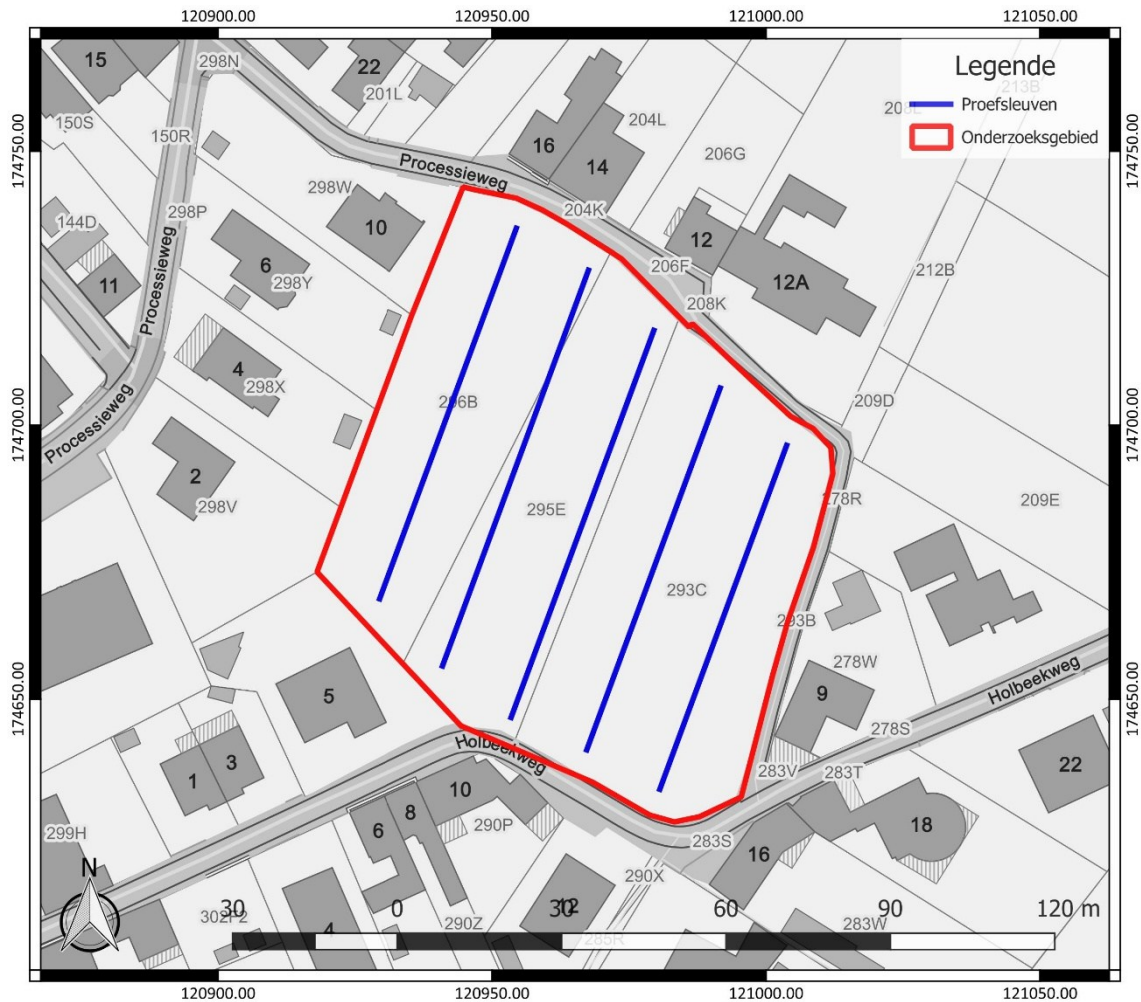 120900.00
120950.00
121000.00
121050.00
174750.00
174700.00
174650.00
174750.00
174700.00
174650.00
Legende
Proefsleuven
Onderzoeksgebied
15
298N
22
201L
213B
150S
150R
16
204L
14
206G
Processieweg
298W
204K
144D
298P
10
12
6
298Y
206F
212B
11
Processieweg
12A
208K
4
298X
296B
209D
Processieweg
2
298V
278R
209E
295E
293C
293B
278W
5
9
Holbeekweg
278S
Holbeekweg
283V
283T
22
1
3
10
8
6
290P
18
299H
283S
16
N
290X
302F2
4
290Z
12
285R
283W
30
0
30
60
90
120 m
120900.00
120950.00
121000.00
121050.00